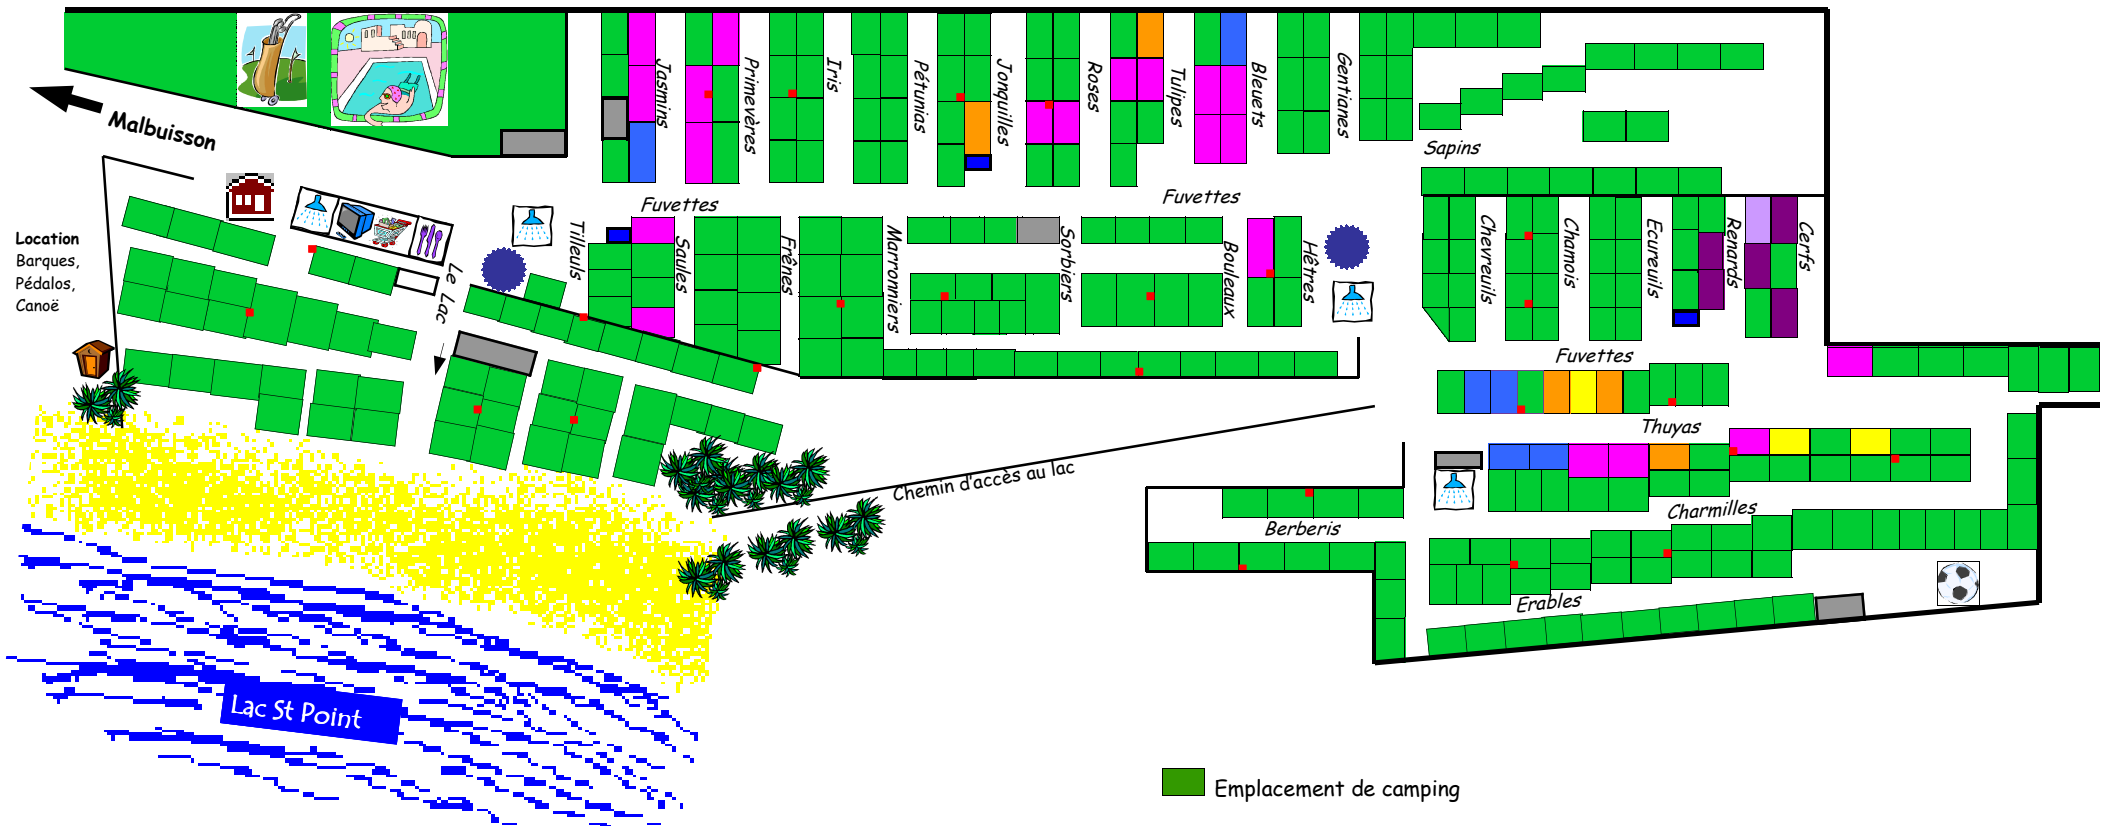 Malbuisson
Jasmins
Primevères
Iris
Pétunias
Jonquilles
Roses
Tulipes
Bleuets
Gentianes
Sapins
Fuvettes
Fuvettes
Location
Barques,
Pédalos,
Canoë
Le Lac
Tilleuls
Saules
Frênes
Marronniers
Sorbiers
Bouleaux
Hêtres
Chevreuils
Chamois
Ecureuils
Renards
Cerfs
Fuvettes
Thuyas
Chemin d'accès au lac
Charmilles
Berberis
Erables
Lac St Point
Emplacement de camping